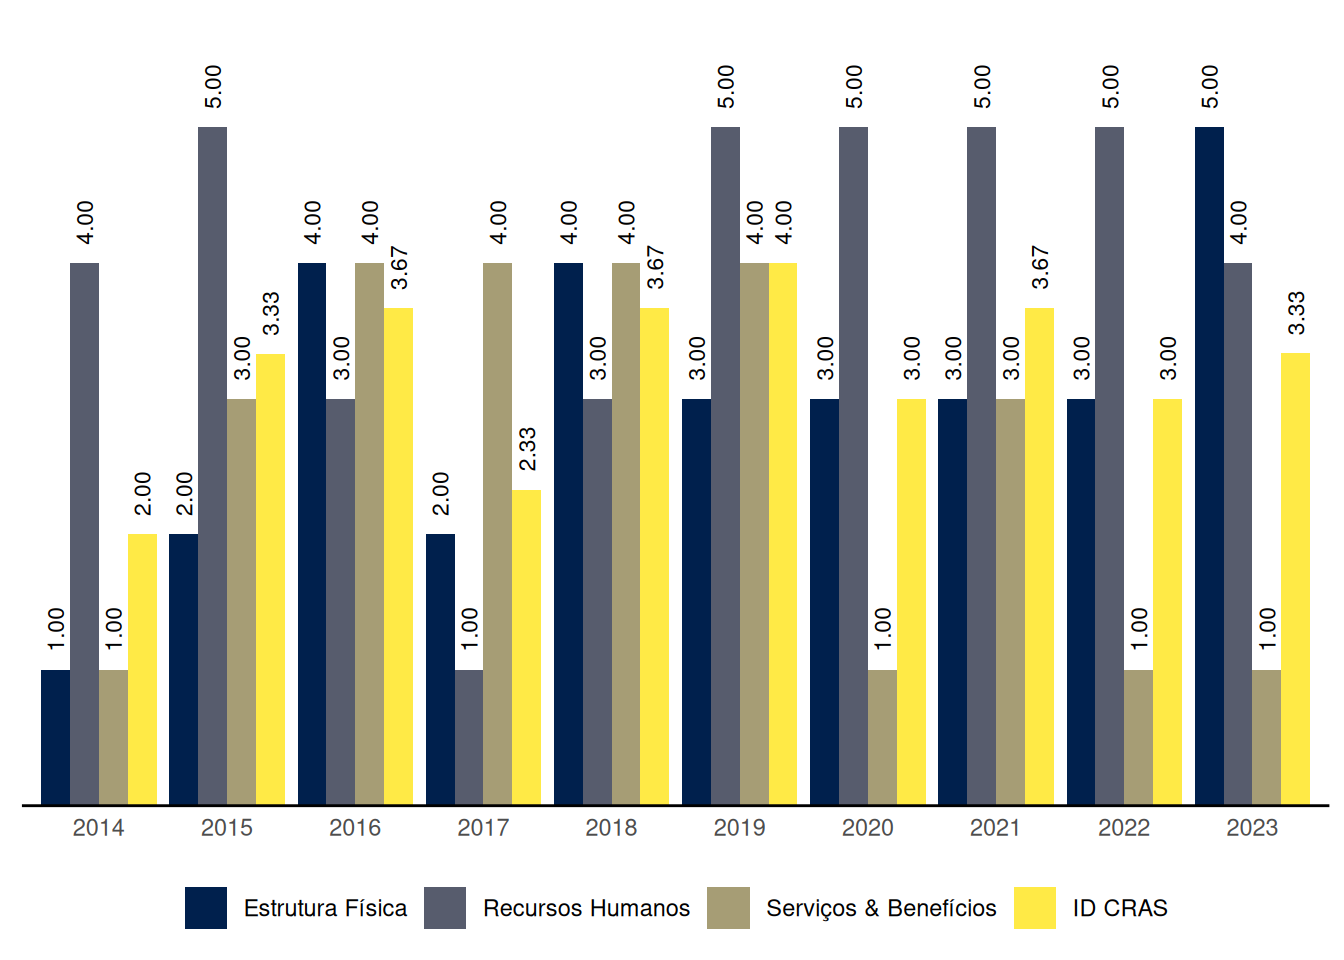 5.00 5.00 5.00 5.00 5.00 5.00
4.00 4.00 4.00 4.00 4.00 4.00 4.00 4.00
3.67 3.67 3.67
3.33 3.33
3.00 3.00 3.00 3.00 3.00 3.00 3.00 3.00 3.00 3.00
2.33
2.00 2.00 2.00
1.00 1.00 1.00 1.00 1.00 1.00
2014 2015 2016 2017 2018 2019 2020 2021 2022 2023
Estrutura Física Recursos Humanos Serviços & Benefícios ID CRAS